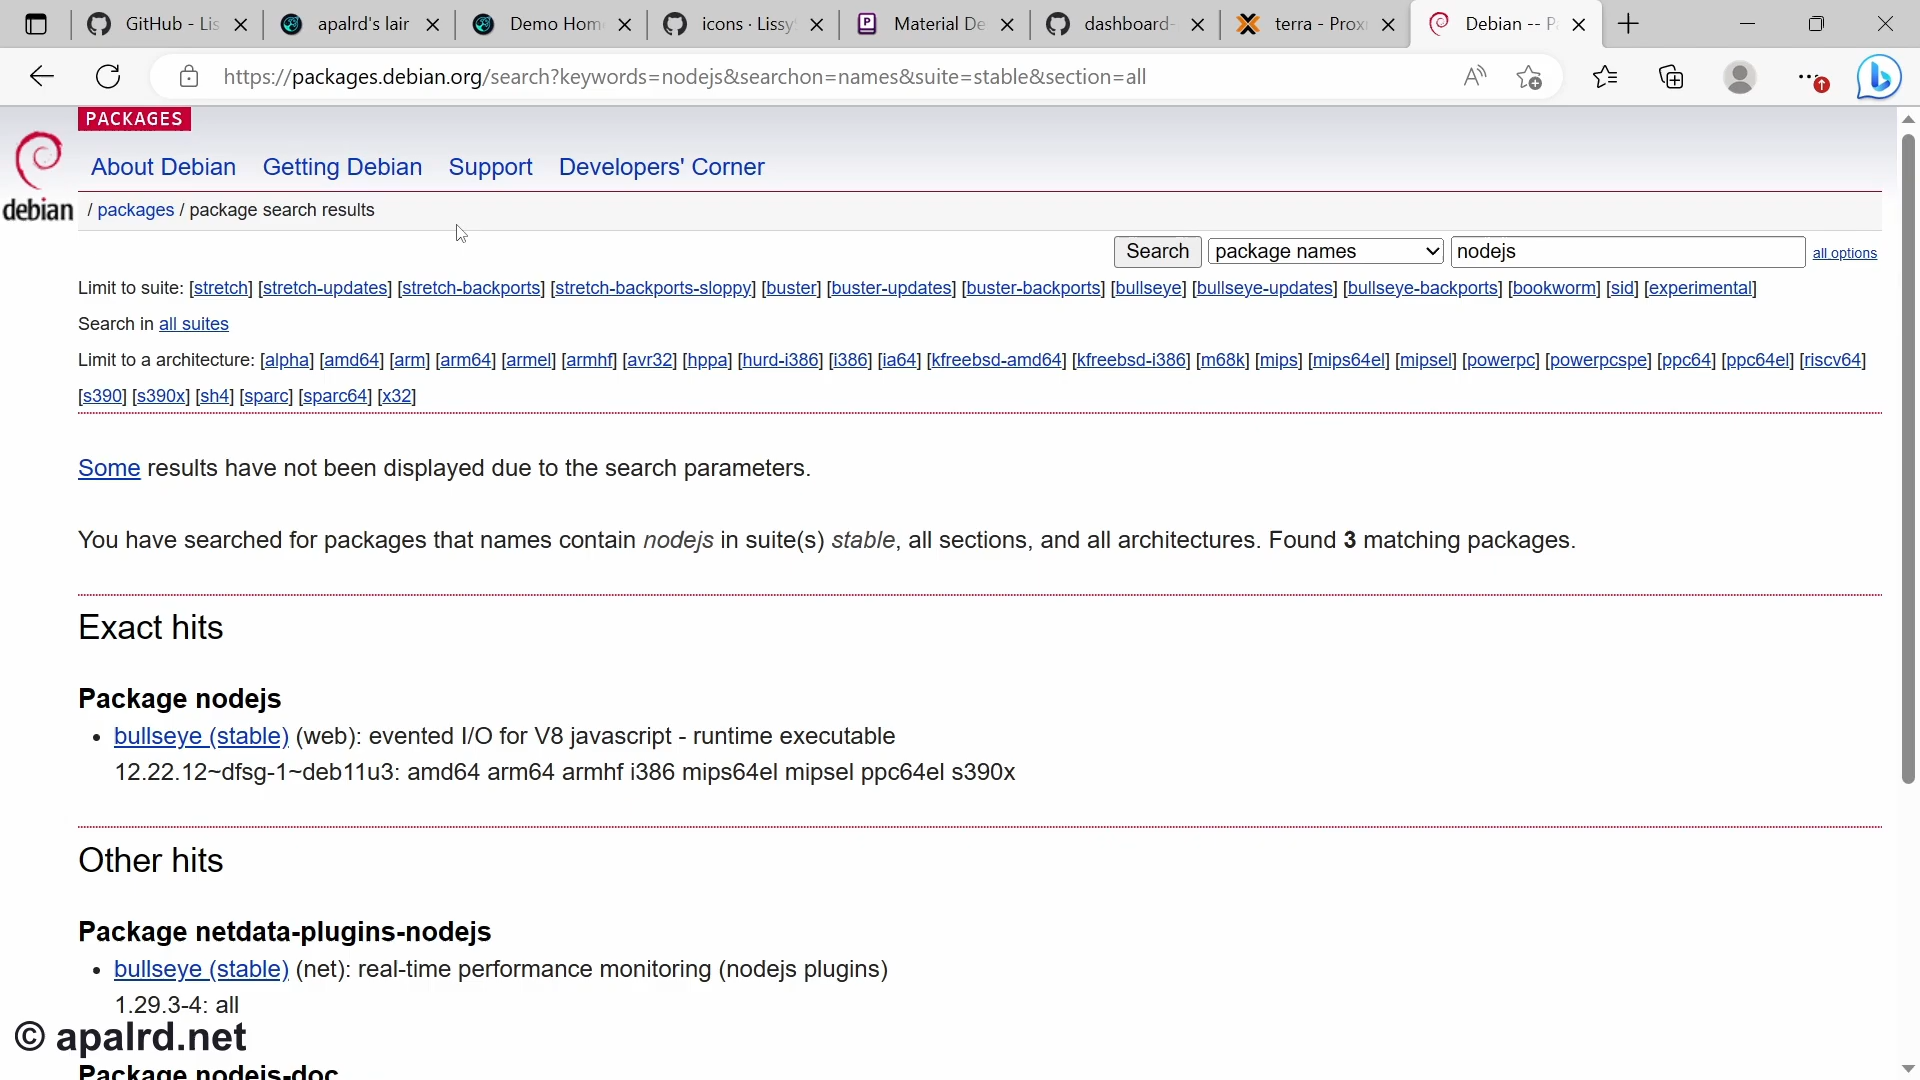 GitHub - Lis
apalrd's lair
Demo Hom
icons · Lissy
Material De
dashboard-
terra - Prox
Debian -- P
https://packages.debian.org/search?keywords=nodejs&searchon=names&suite=stable&section=all
PACKAGES
About Debian Getting Debian Support Developers' Corner
debian
/ packages / package search results
Search package names nodejs all options
Limit to suite: [stretch] [stretch-updates] [stretch-backports] [stretch-backports-sloppy] [buster] [buster-updates] [buster-backports] [bullseye] [bullseye-updates] [bullseye-backports] [bookworm] [sid] [experimental]
Search in all suites
Limit to a architecture: [alpha] [amd64] [arm] [arm64] [armel] [armhf] [avr32] [hppa] [hurd-i386] [i386] [ia64] [kfreebsd-amd64] [kfreebsd-i386] [m68k] [mips] [mips64el] [mipsel] [powerpc] [powerpcspe] [ppc64] [ppc64el] [riscv64]
[s390] [s390x] [sh4] [sparc] [sparc64] [x32]
Some results have not been displayed due to the search parameters.
You have searched for packages that names contain nodejs in suite(s) stable, all sections, and all architectures. Found 3 matching packages.
Exact hits
Package nodejs
• bullseye (stable) (web): evented I/O for V8 javascript - runtime executable
12.22.12~dfsg-1~deb11u3: amd64 arm64 armhf i386 mips64el mipsel ppc64el s390x
Other hits
Package netdata-plugins-nodejs
• bullseye (stable) (net): real-time performance monitoring (nodejs plugins)
1.29.3-4: all
© apalrd.net
Package nodejs-doc